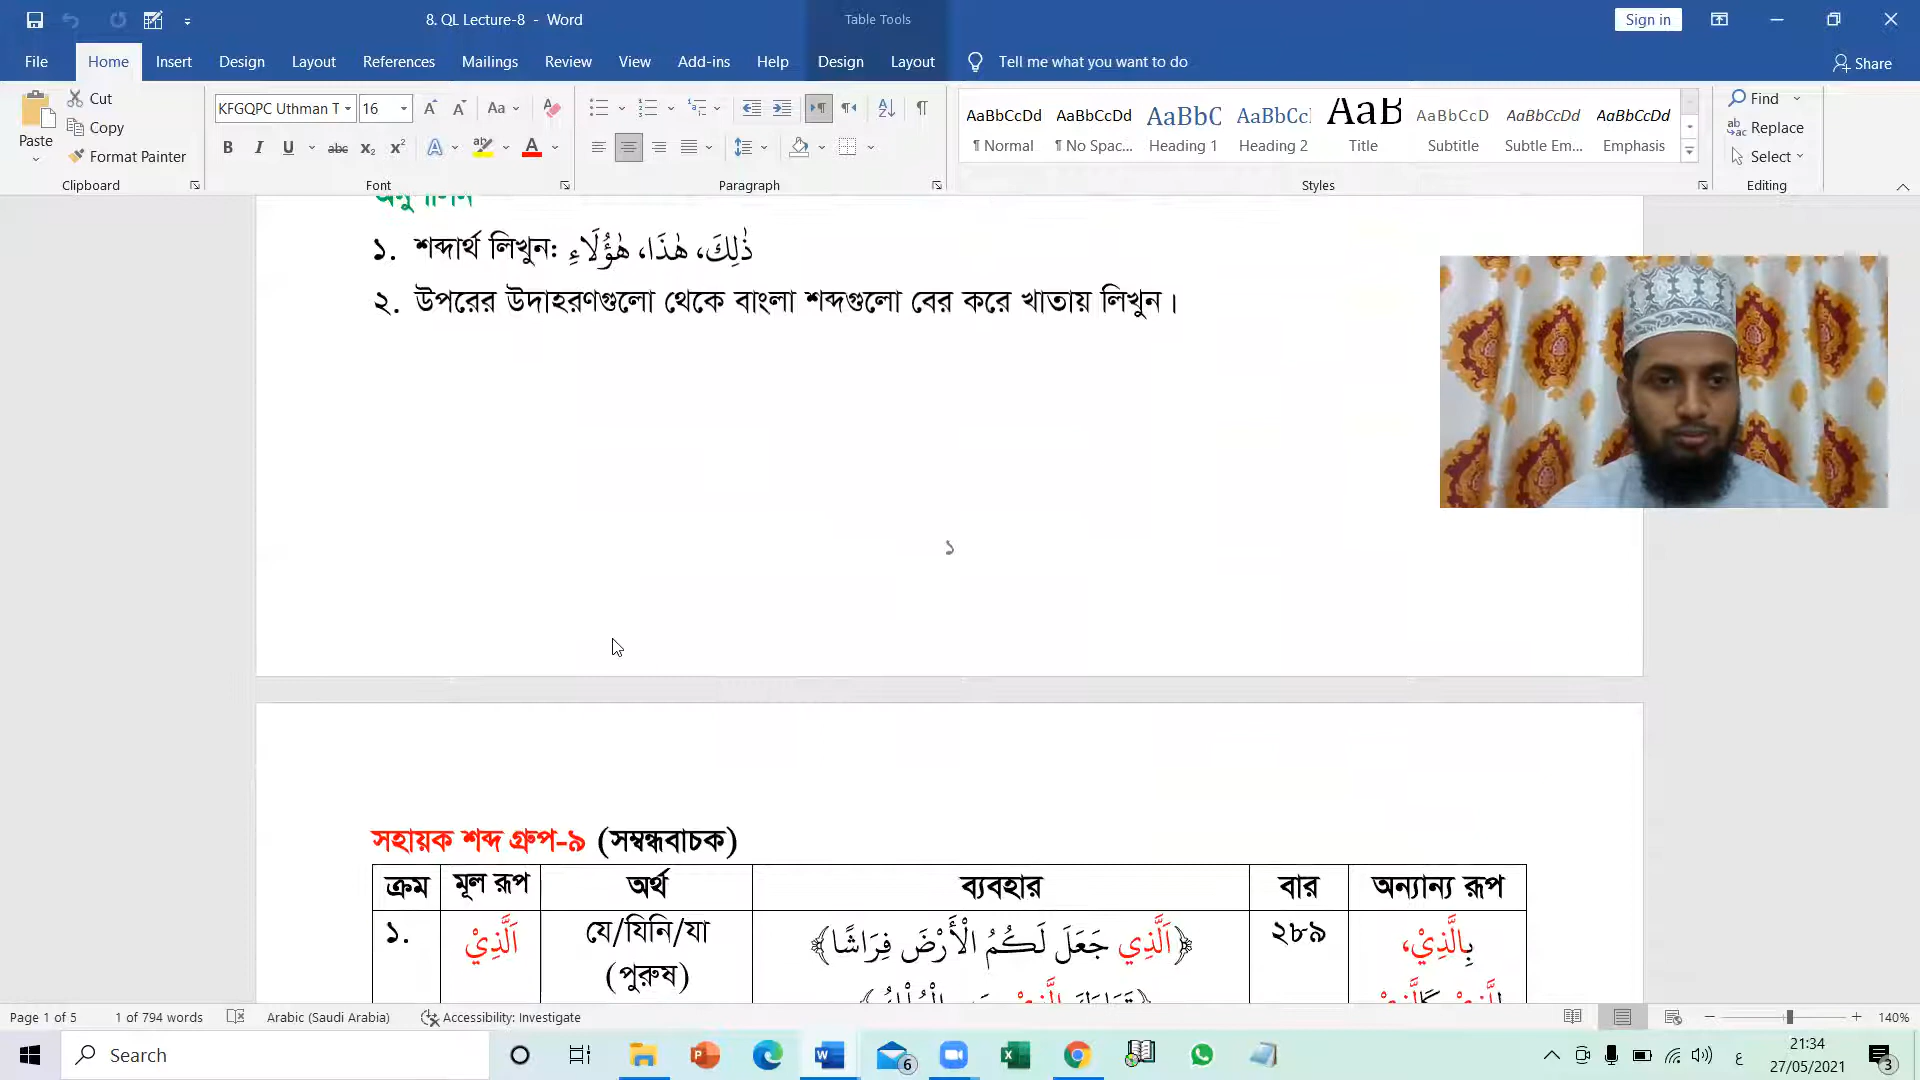 8. QL Lecture-8 - Word
Table Tools
Sign in
File Home Insert Design Layout References Mailings Review View Add-ins Help Design Layout Tell me what you want to do Share
Paste
Cut
Copy
Format Painter
Clipboard
KFGQPC Uthman T 16
Font
Paragraph
AaBbCcDd AaBbCcDd AaBbC AaBbCc AaB AaBbCcD AaBbCcDd AaBbCcDd
¶ Normal ¶ No Spac... Heading 1 Heading 2 Title Subtitle Subtle Em... Emphasis
Styles
Find
Replace
Select
Editing
১. শব্দার্থ লিখুন: ذٰلِكَ، هٰذَا، هٰؤُلَاءِ
২. উপরের উদাহরণগুলো থেকে বাংলা শব্দগুলো বের করে খাতায় লিখুন।
১
সহায়ক শব্দ গ্রুপ-৯ (সম্বন্ধবাচক)
ক্রম মূল রূপ অর্থ ব্যবহার বার অন্যান্য রূপ
১. اَلَّذِيْ যে/যিনি/যা ﴿اَلَّذِي جَعَلَ لَكُمُ الْأَرْضَ فِرَاشًا﴾ ২৮৯ بِالَّذِيْ،
(পুরুষ)
Page 1 of 5 1 of 794 words Arabic (Saudi Arabia) Accessibility: Investigate 140%
Search
6
ع
21:34
27/05/2021
3